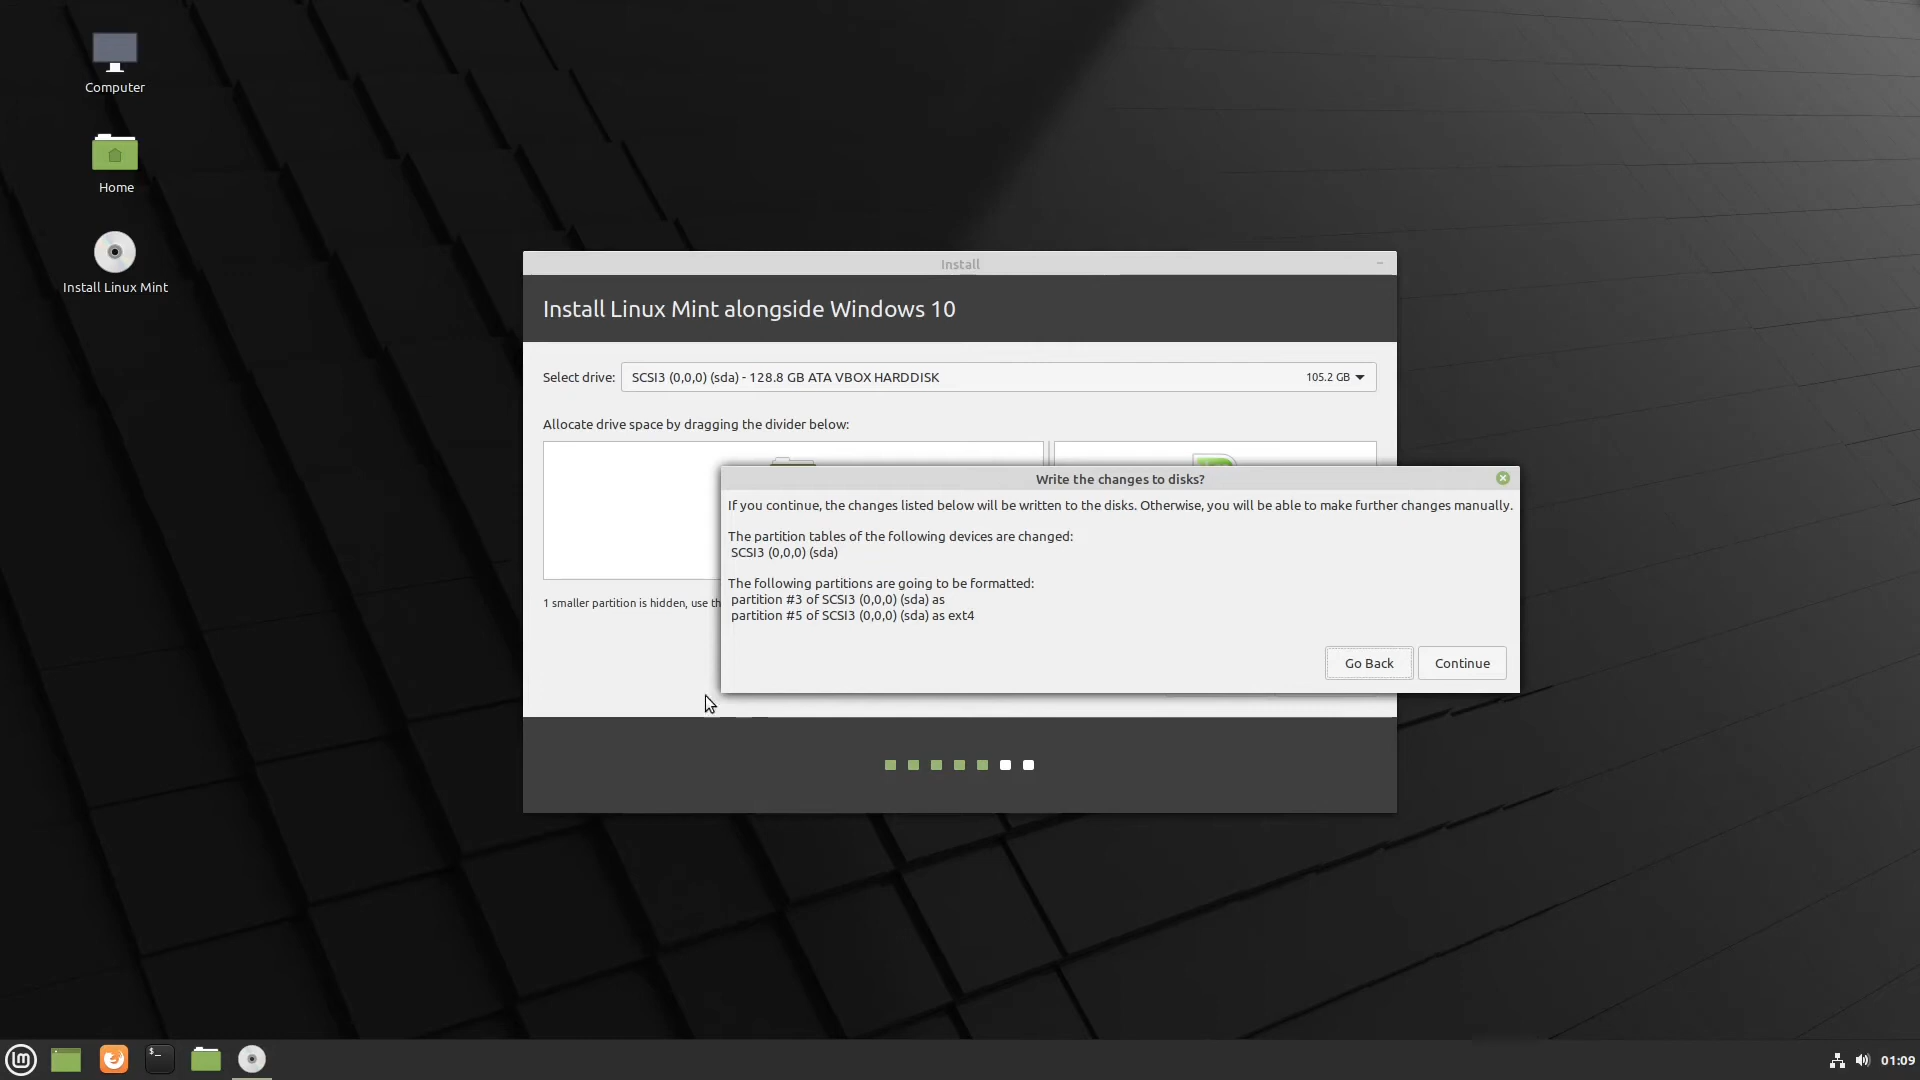 Computer
Home
Install Linux Mint
Install
Install Linux Mint alongside Windows 10
Select drive:
SCSI3 (0,0,0) (sda) - 128.8 GB ATA VBOX HARDDISK
105.2 GB
Allocate drive space by dragging the divider below:
1 smaller partition is hidden, use
Write the changes to disks?
If you continue, the changes listed below will be written to the disks. Otherwise, you will be able to make further changes manually.
The partition tables of the following devices are changed:
SCSI3 (0,0,0) (sda)
The following partitions are going to be formatted:
partition #3 of SCSI3 (0,0,0) (sda) as
partition #5 of SCSI3 (0,0,0) (sda) as ext4
Go Back
Continue
$_
01:09